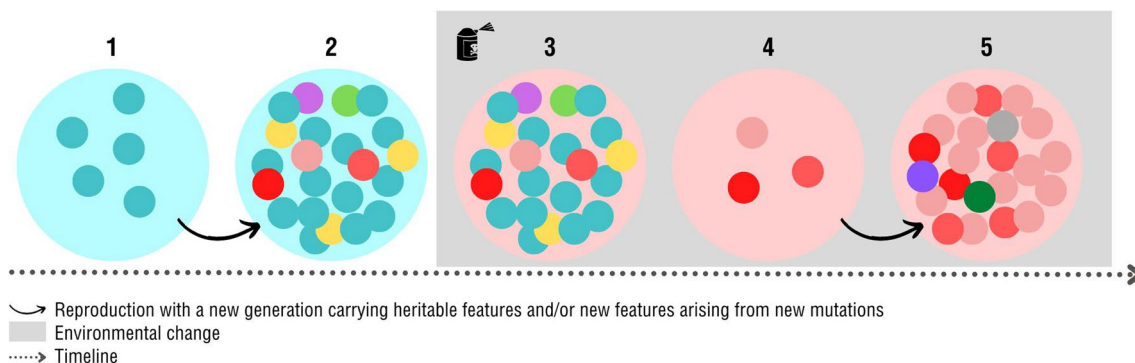 1 2 3 4 5
Reproduction with a new generation carrying heritable features and/or new features arising from new mutations
Environmental change
Timeline